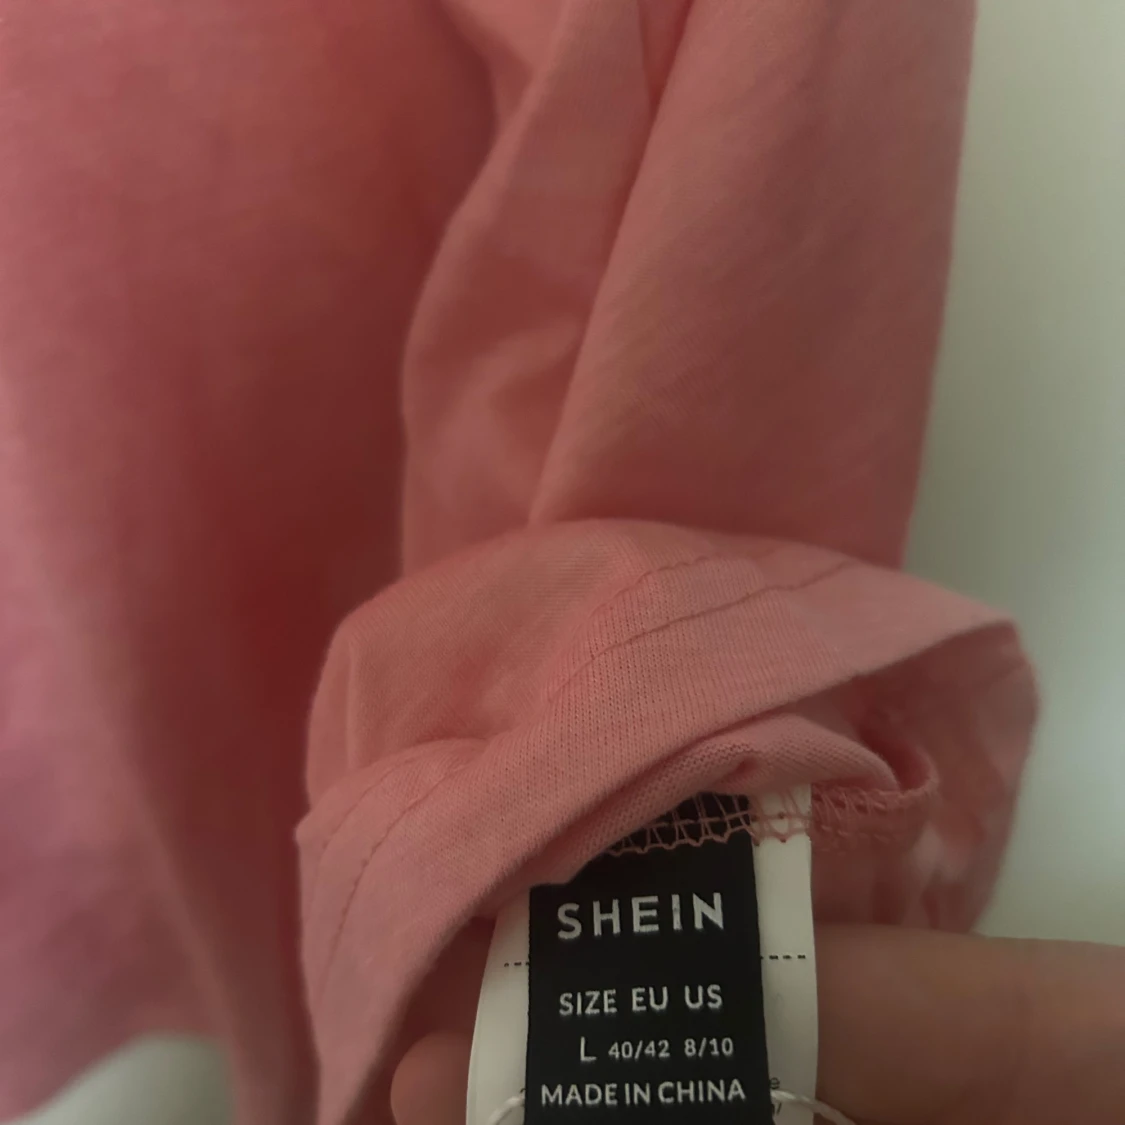 SHEIN
SIZE EU US
L 40/42 8/10
MADE IN CHINA